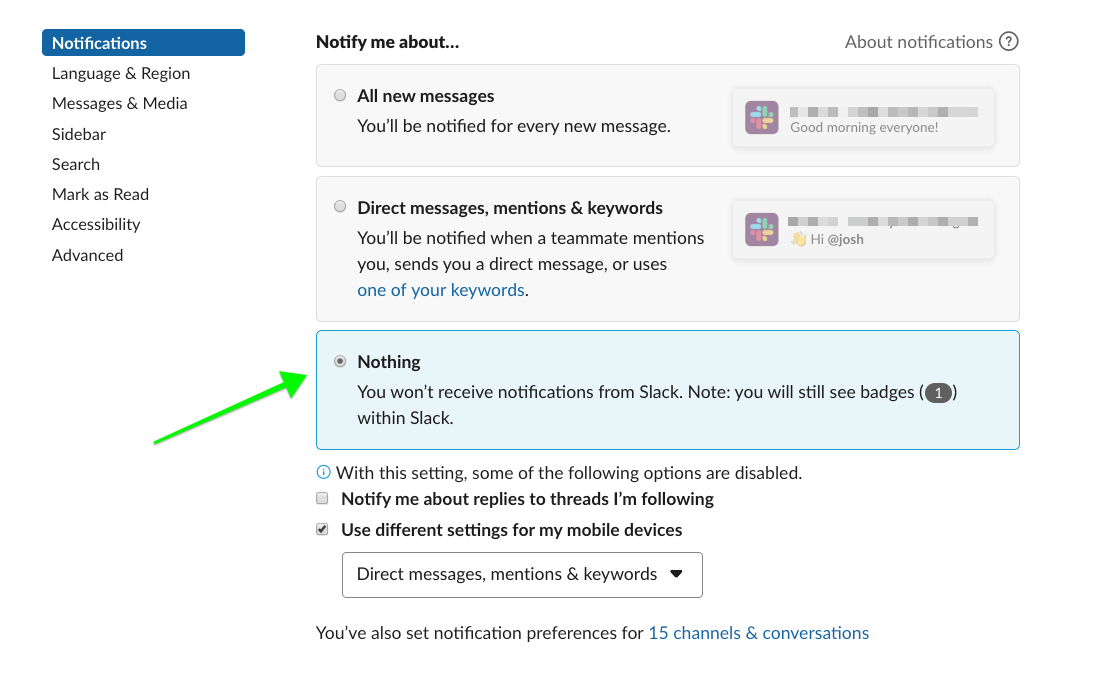 Notifications
Language & Region
Messages & Media
Sidebar
Search
Mark as Read
Accessibility
Advanced
Notify me about...
About notifications ?
All new messages
You’ll be notified for every new message.
Good morning everyone!
Direct messages, mentions & keywords
You’ll be notified when a teammate mentions
you, sends you a direct message, or uses
one of your keywords.
👋 Hi @josh
Nothing
You won’t receive notifications from Slack. Note: you will still see badges (1)
within Slack.
With this setting, some of the following options are disabled.
Notify me about replies to threads I’m following
Use different settings for my mobile devices
Direct messages, mentions & keywords
You’ve also set notification preferences for 15 channels & conversations